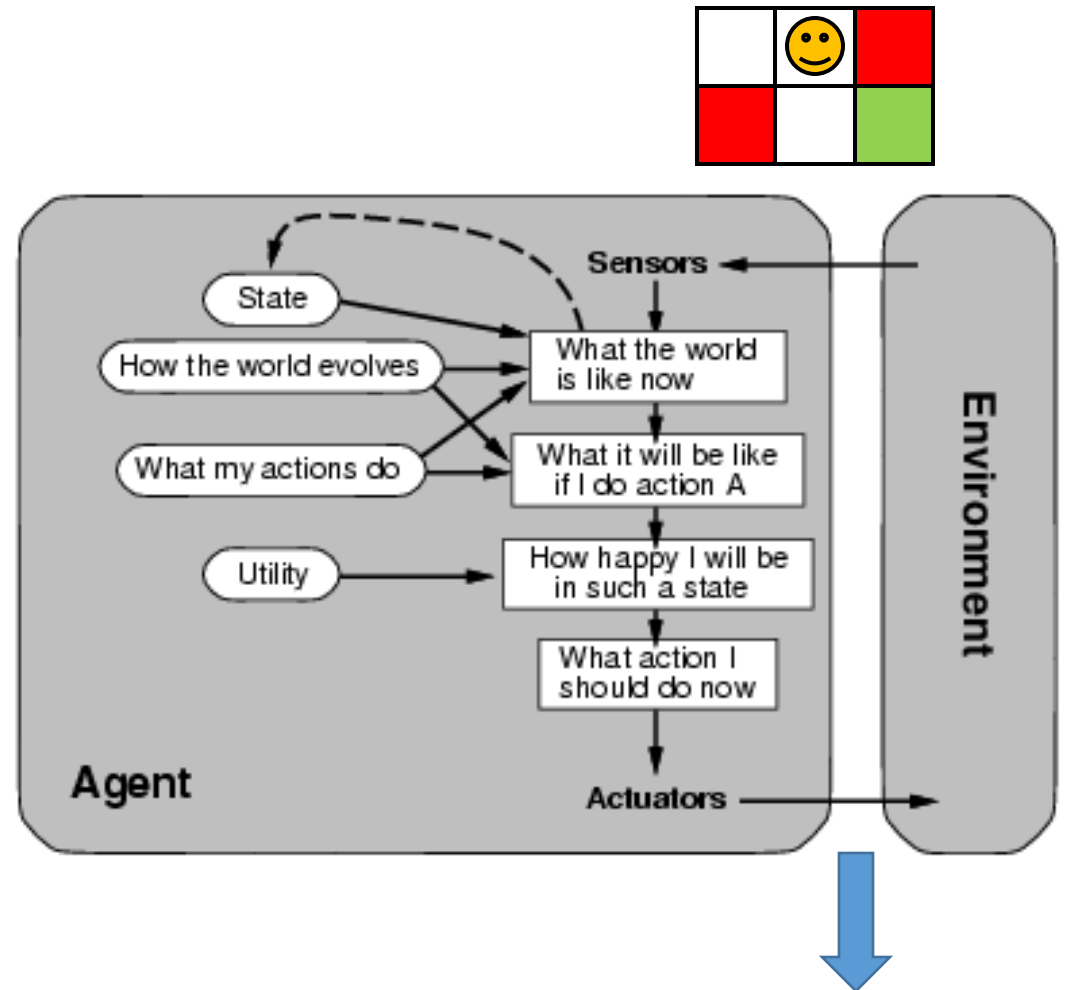 Sensors
State
What the world
is like now
How the world evolves
What it will be like
if I do action A
What my actions do
How happy I will be
in such a state
Utility
What action I
should do now
Agent
Actuators
Environment